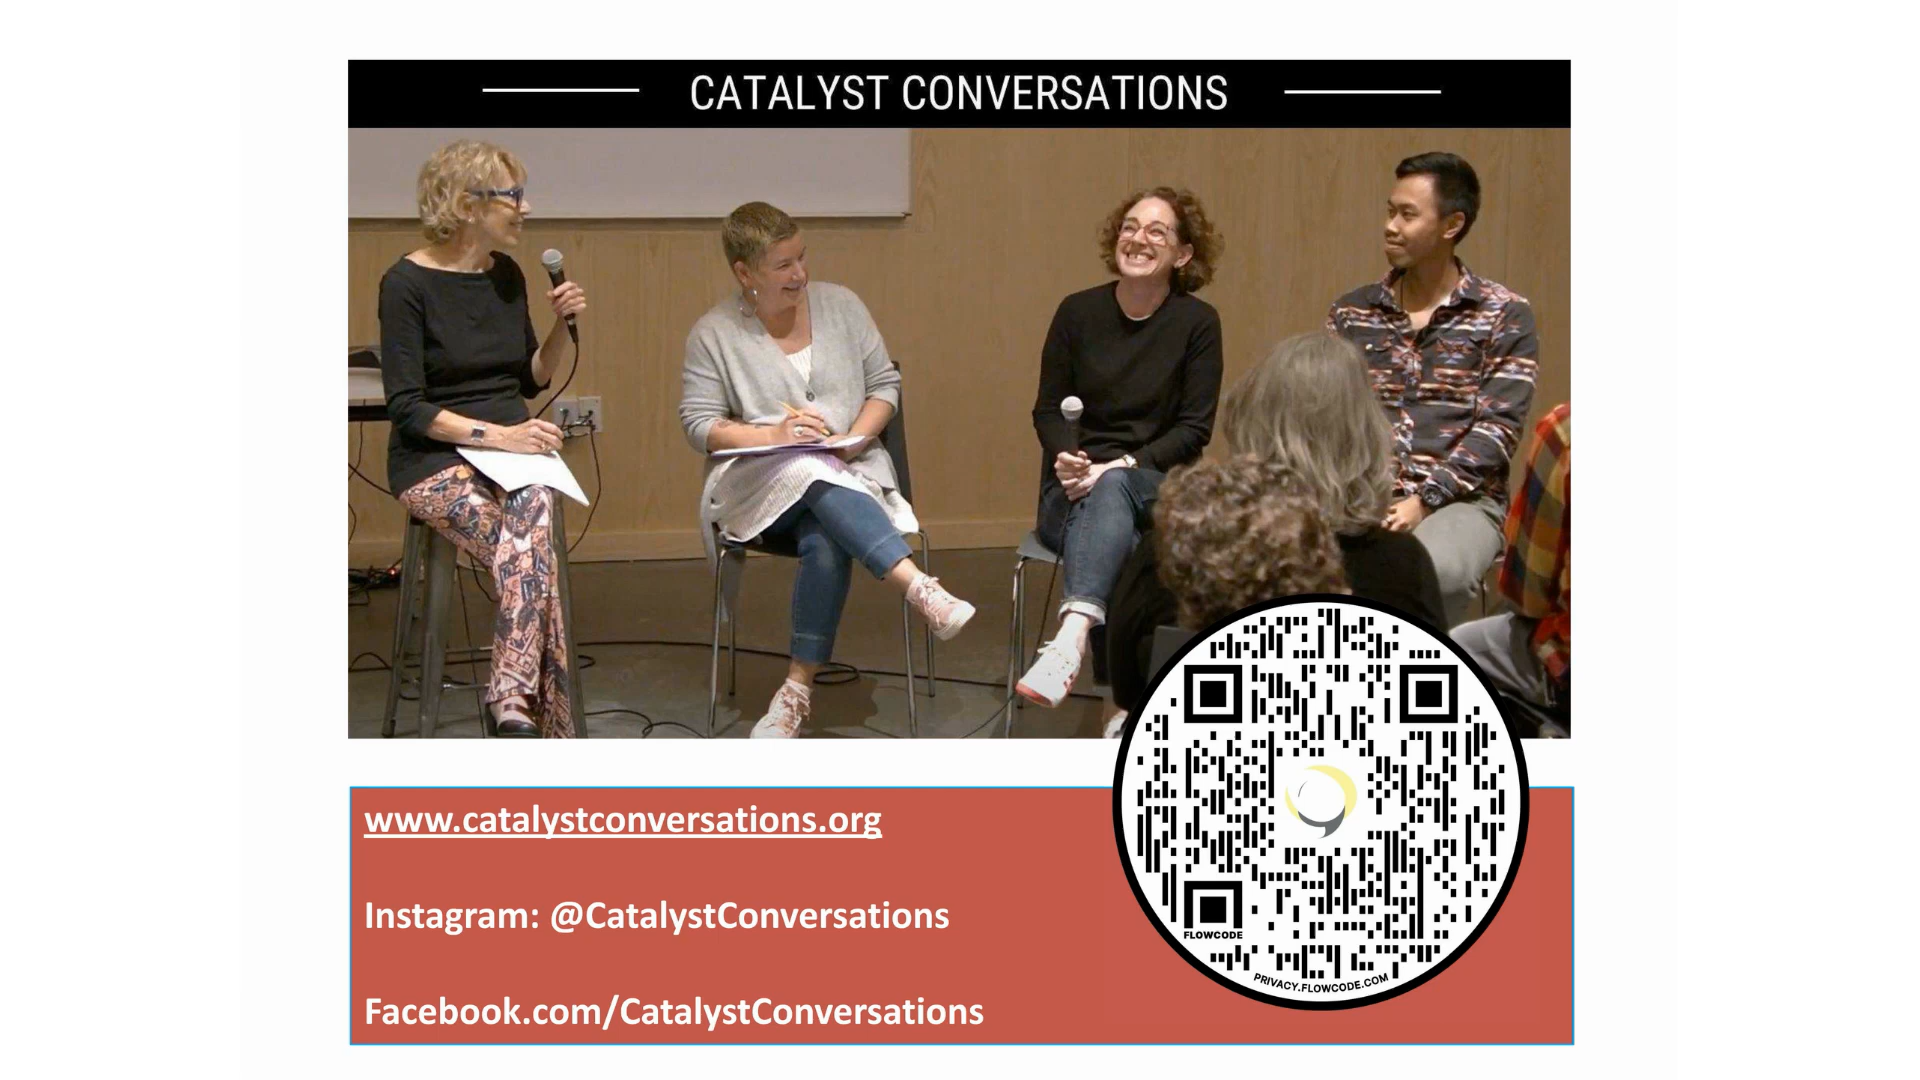 CATALYST CONVERSATIONS
www.catalystconversations.org
Instagram: @CatalystConversations
Facebook.com/CatalystConversations
FLOWCODE
PRIVACY.FLOWCODE.COM